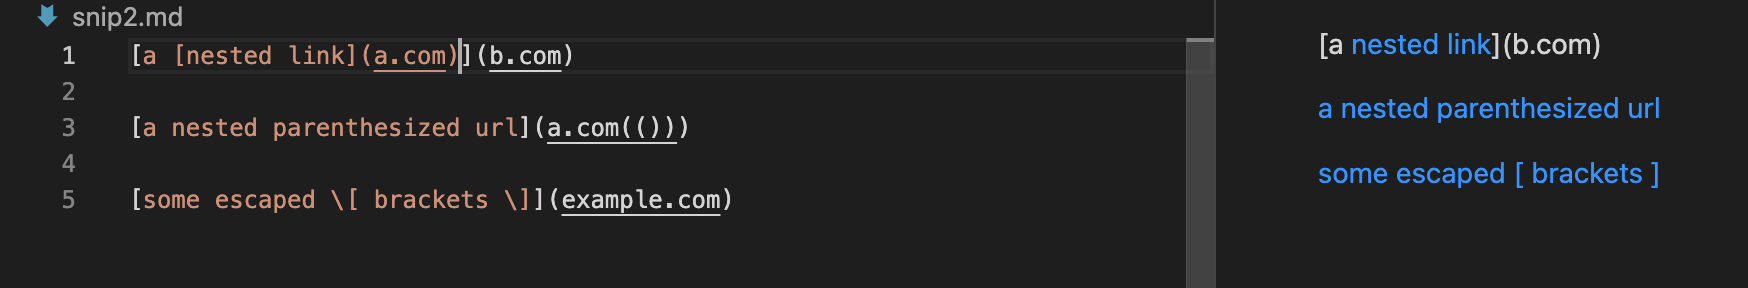 snip2.md
1 [a [nested link](a.com)](b.com)
2
3 [a nested parenthesized url](a.com(()))
4
5 [some escaped \[ brackets \]](example.com)
[a nested link](b.com)
a nested parenthesized url
some escaped [ brackets ]